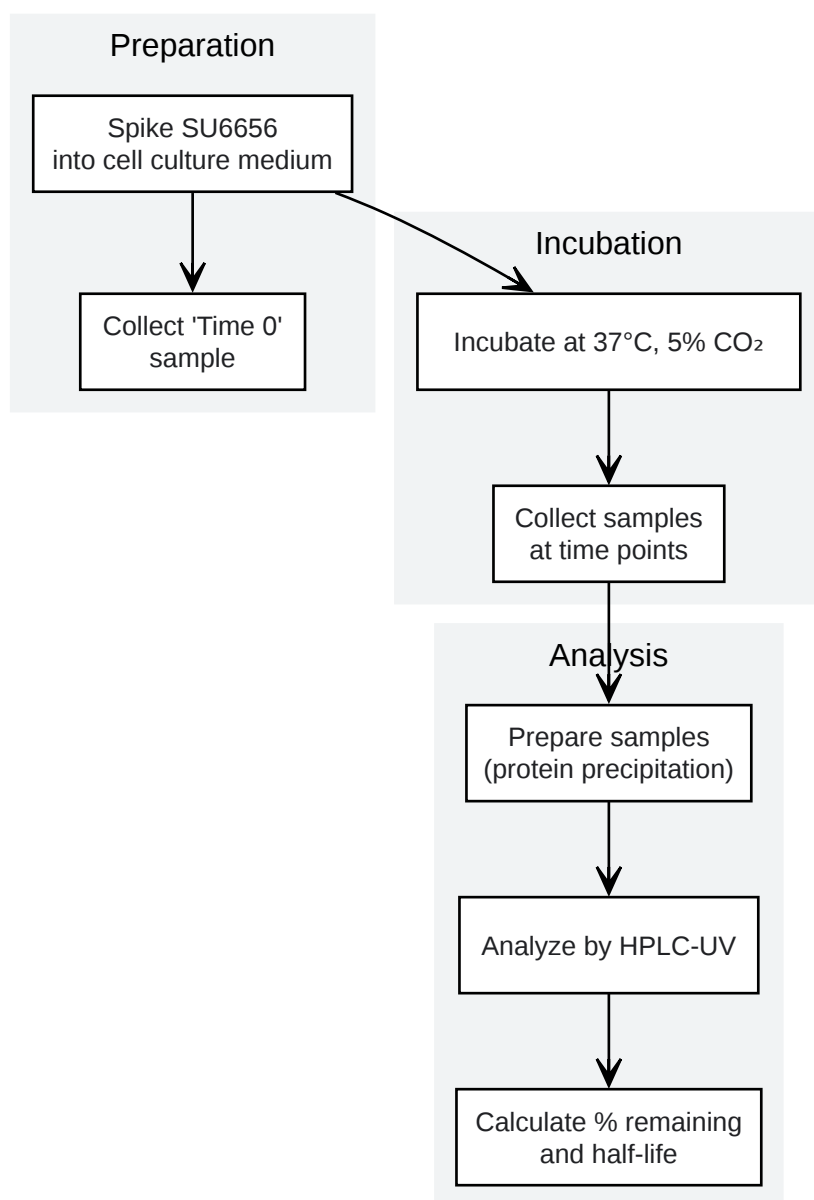 Preparation
Spike SU6656
into cell culture medium
Collect 'Time 0'
sample
Incubation
Incubate at 37°C, 5% CO₂
Collect samples
at time points
Analysis
Prepare samples
(protein precipitation)
Analyze by HPLC-UV
Calculate % remaining
and half-life